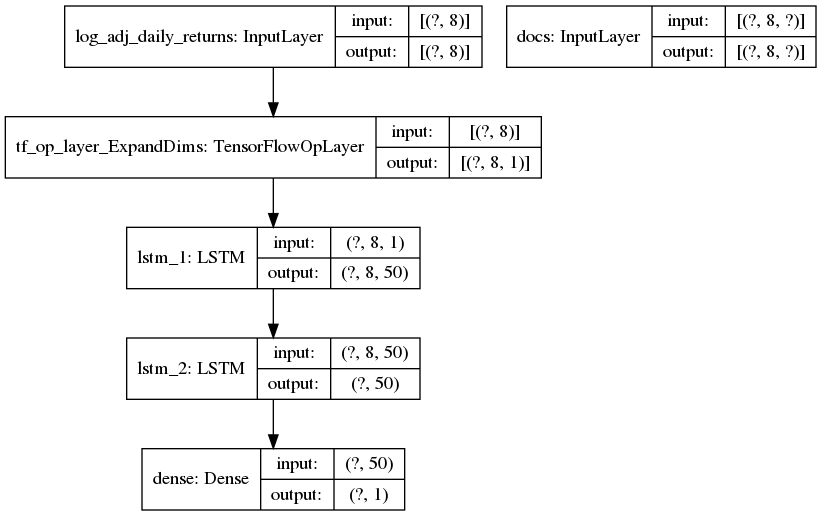 log_adj_daily_returns: InputLayer
input: [(?, 8)]
output: [(?, 8)]
docs: InputLayer
input: [(?, 8, ?)]
output: [(?, 8, ?)]
tf_op_layer_ExpandDims: TensorFlowOpLayer
input: [(?, 8)]
output: [(?, 8, 1)]
lstm_1: LSTM
input: (?, 8, 1)
output: (?, 8, 50)
lstm_2: LSTM
input: (?, 8, 50)
output: (?, 50)
dense: Dense
input: (?, 50)
output: (?, 1)